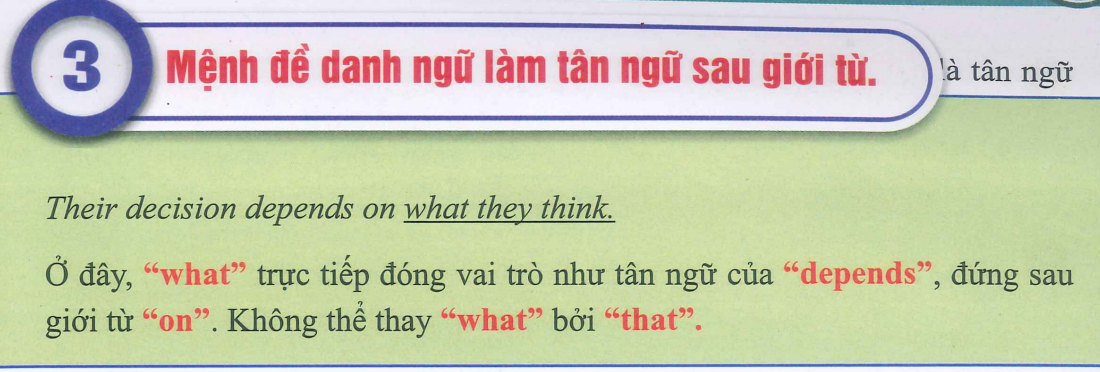 3
Mệnh đề danh ngữ làm tân ngữ sau giới từ.
là tân ngữ
Their decision depends on what they think.
Ở đây, “what” trực tiếp đóng vai trò như tân ngữ của “depends”, đứng sau
giới từ “on”. Không thể thay “what” bởi “that”.